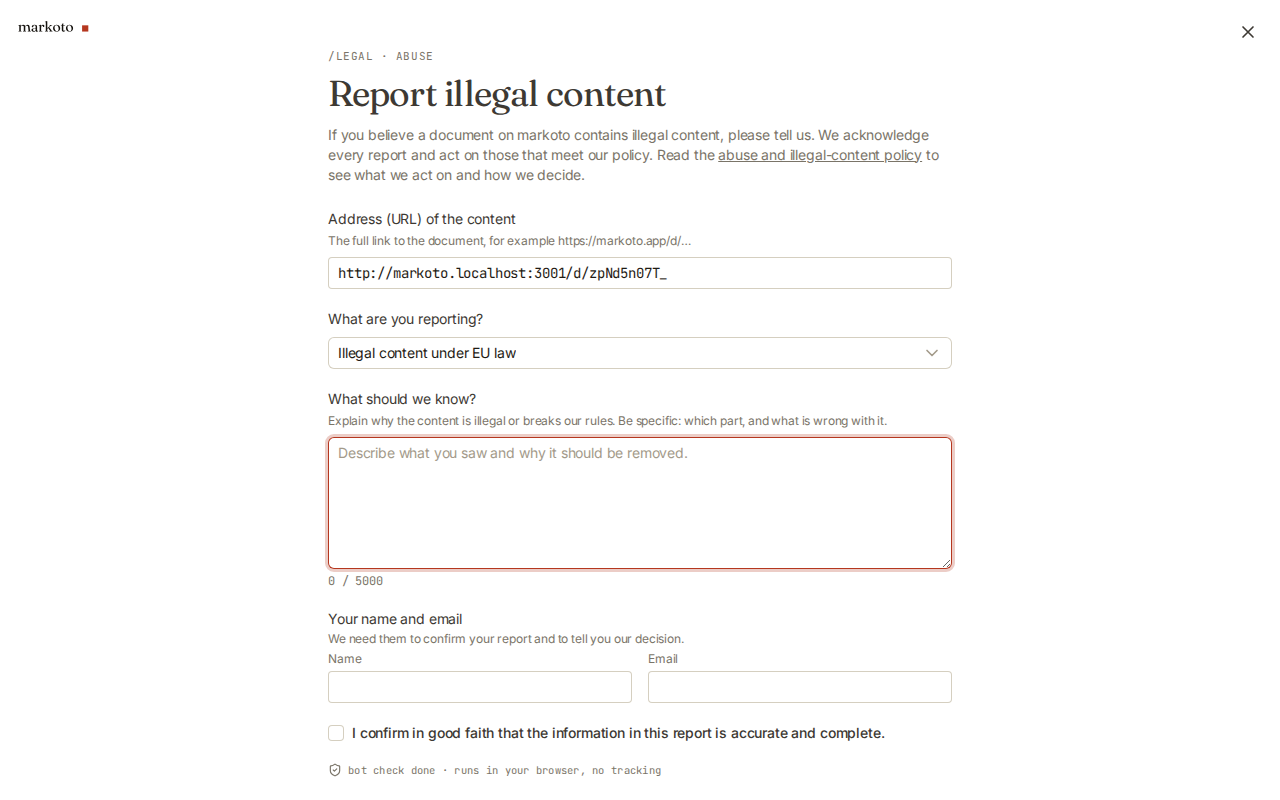 markoto
/LEGAL · ABUSE
Report illegal content
If you believe a document on markoto contains illegal content, please tell us. We acknowledge
every report and act on those that meet our policy. Read the abuse and illegal-content policy to
see what we act on and how we decide.
Address (URL) of the content
The full link to the document, for example https://markoto.app/d/…
http://markoto.localhost:3001/d/zpNd5n07T_
What are you reporting?
Illegal content under EU law
What should we know?
Explain why the content is illegal or breaks our rules. Be specific: which part, and what is wrong with it.
Describe what you saw and why it should be removed.
0 / 5000
Your name and email
We need them to confirm your report and to tell you our decision.
Name
Email
I confirm in good faith that the information in this report is accurate and complete.
bot check done · runs in your browser, no tracking